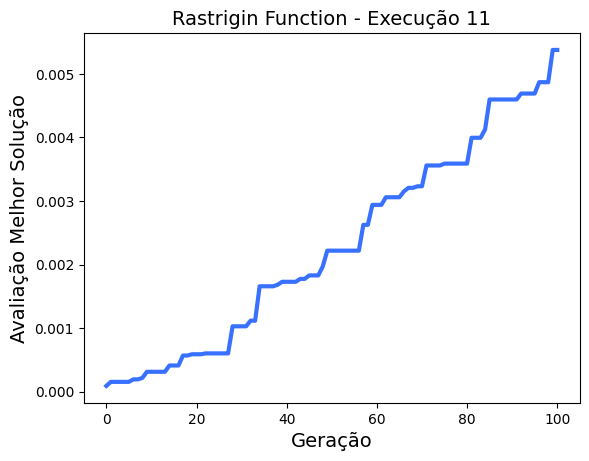 Rastrigin Function - Execução 11
Avaliação Melhor Solução
0.005
0.004
0.003
0.002
0.001
0.000
0 20 40 60 80 100
Geração